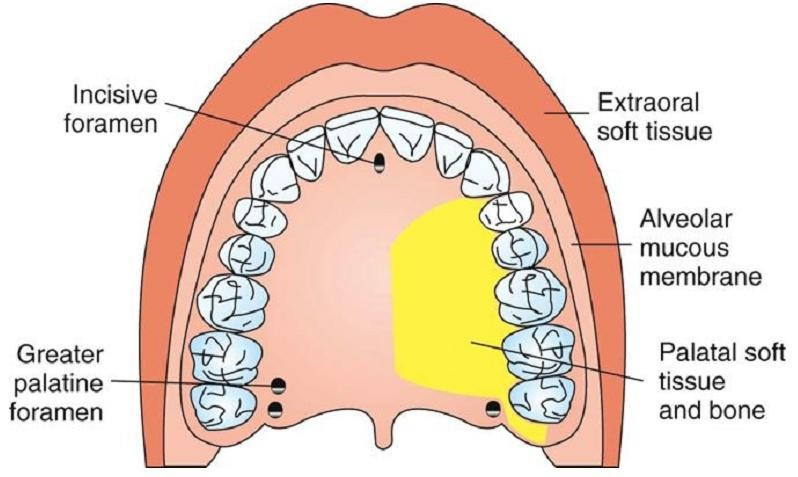 Incisive
foramen
Extraoral
soft tissue
Alveolar
mucous
membrane
Greater
palatine
foramen
Palatal soft
tissue
and bone